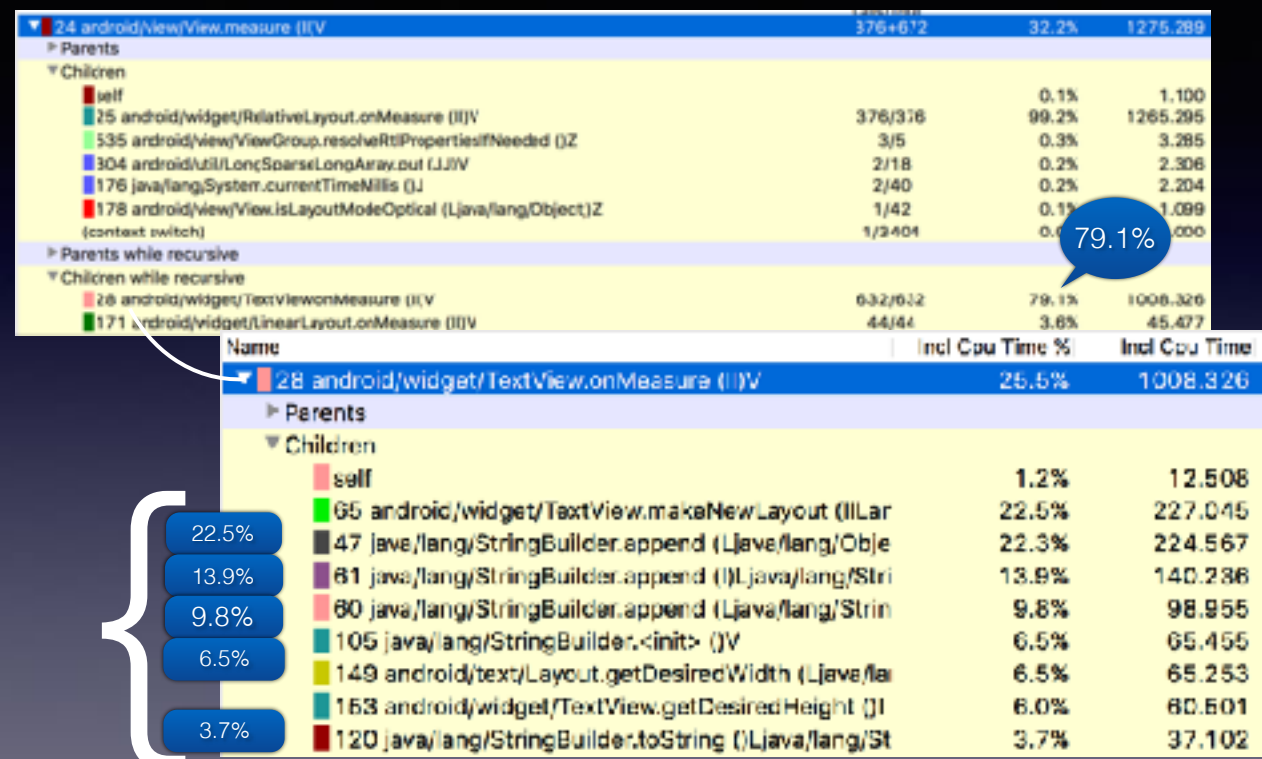 24 android/view/View.measure (II)V 376+672 32.2% 1275.289
Parents
Children
self 0.1% 1.100
25 android/widget/RelativeLayout.onMeasure (II)V 376/376 99.2% 1265.295
535 android/view/ViewGroup.resolveRtlPropertiesIfNeeded ()Z 3/5 0.3% 3.285
304 android/util/LongSparseLongArray.put (JJ)V 2/18 0.2% 2.306
176 java/lang/System.currentTimeMillis ()J 2/40 0.2% 2.204
178 android/view/View.isLayoutModeOptical (Ljava/lang/Object;)Z 1/42 0.1% 1.099
(context switch) 1/3404
79.1%
Parents while recursive
Children while recursive
28 android/widget/TextView.onMeasure (II)V 632/632 79.1% 1008.326
171 android/widget/LinearLayout.onMeasure (II)V 44/44 3.6% 45.477
Name Incl Cpu Time % Incl Cpu Time
28 android/widget/TextView.onMeasure (II)V 25.5% 1008.326
Parents
Children
self 1.2% 12.508
65 android/widget/TextView.makeNewLayout (IILan 22.5% 227.045
22.5%
47 java/lang/StringBuilder.append (Ljava/lang/Obje 22.3% 224.567
13.9%
61 java/lang/StringBuilder.append (I)Ljava/lang/Stri 13.9% 140.236
9.8%
60 java/lang/StringBuilder.append (Ljava/lang/Strin 9.8% 98.955
6.5%
105 java/lang/StringBuilder.<init> ()V 6.5% 65.455
149 android/text/Layout.getDesiredWidth (Ljava/la 6.5% 65.253
153 android/widget/TextView.getDesiredHeight ()I 6.0% 60.501
3.7%
120 java/lang/StringBuilder.toString ()Ljava/lang/St 3.7% 37.102